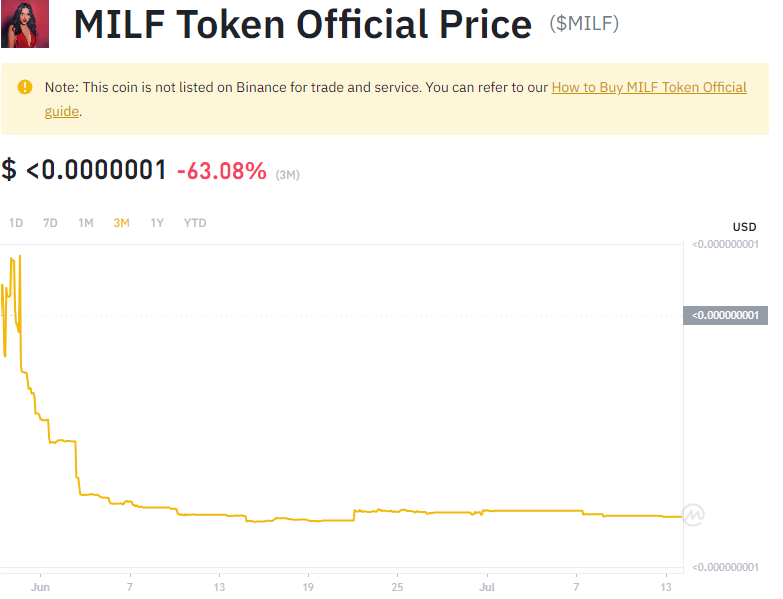 MILF Token Official Price ($MILF)
Note: This coin is not listed on Binance for trade and service. You can refer to our How to Buy MILF Token Official
guide.
$ <0.0000001 -63.08% (3M)
1D 7D 1M 3M 1Y YTD
USD
<0.000000001
<0.000000001
<0.000000001
Jun 7 13 19 25 Jul 7 13